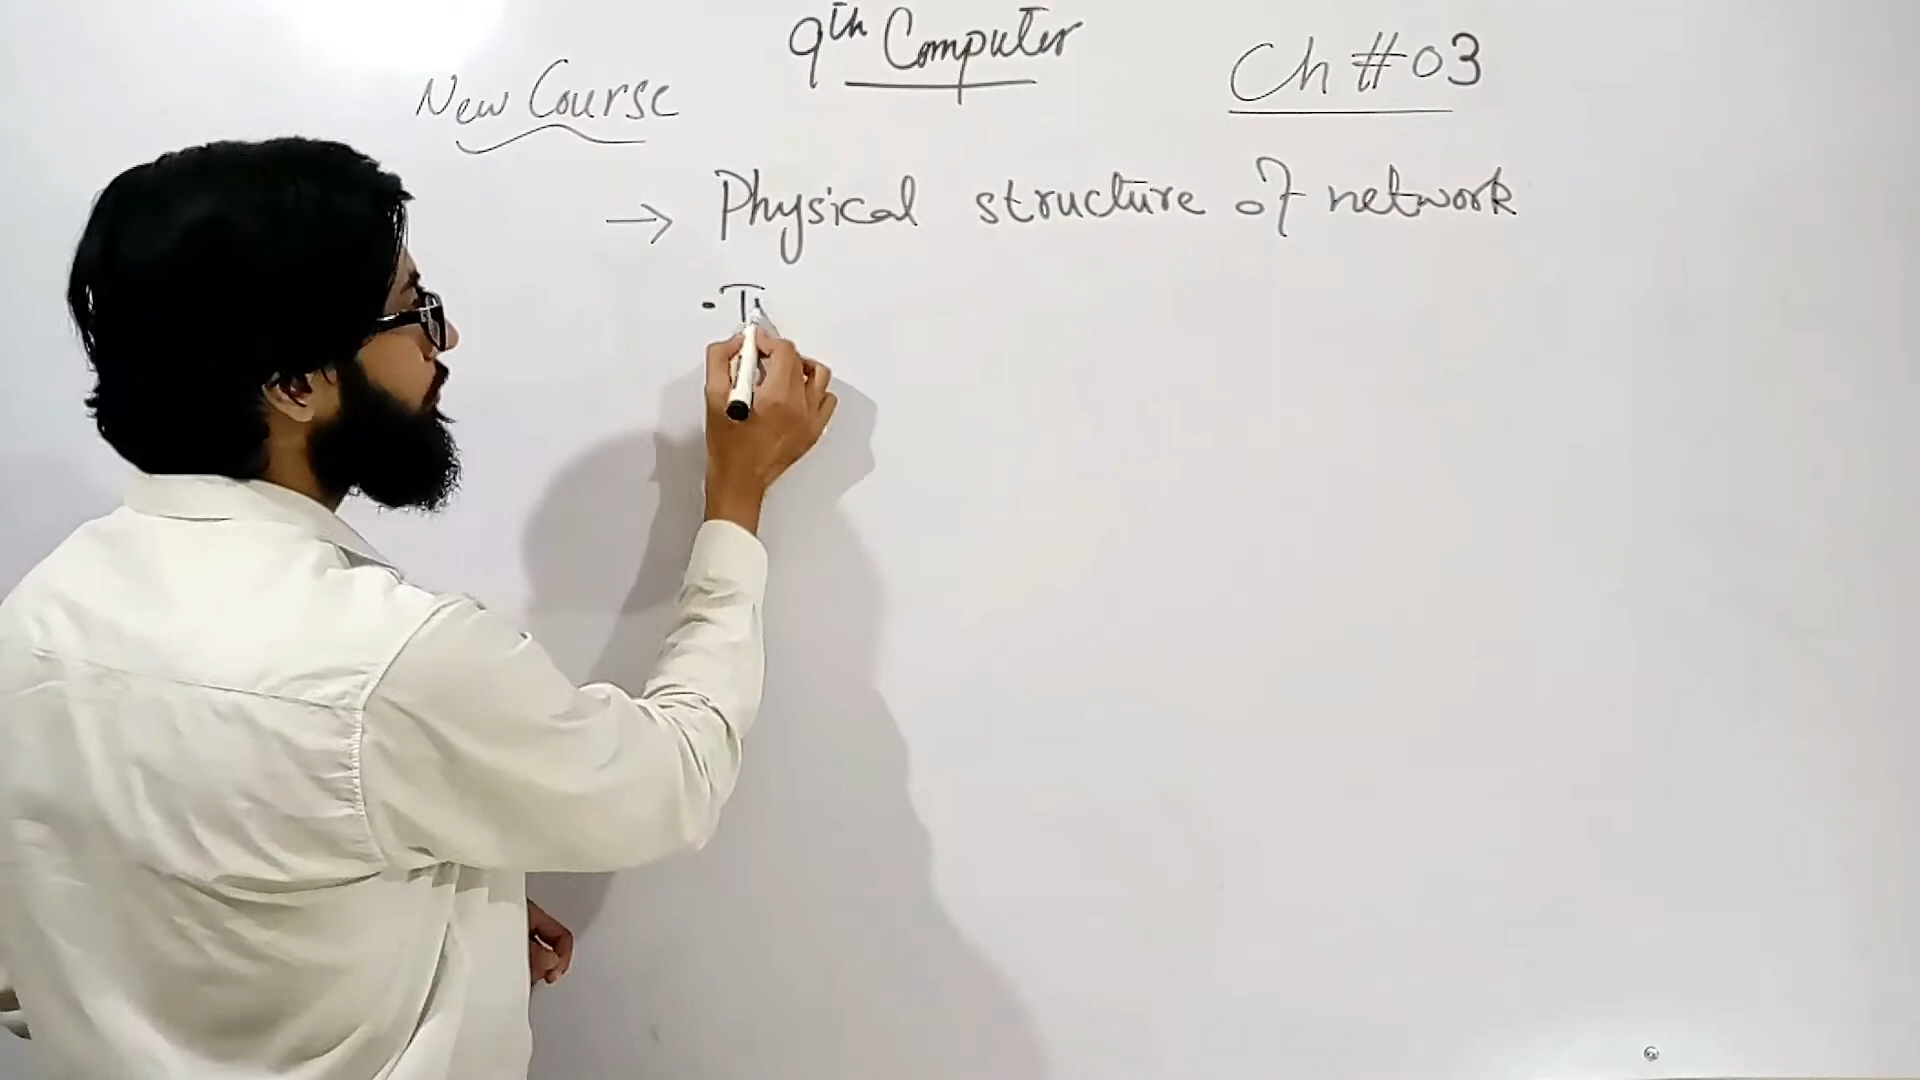 9th Computer
New Course
Ch # 03
→ Physical structure of network
• T